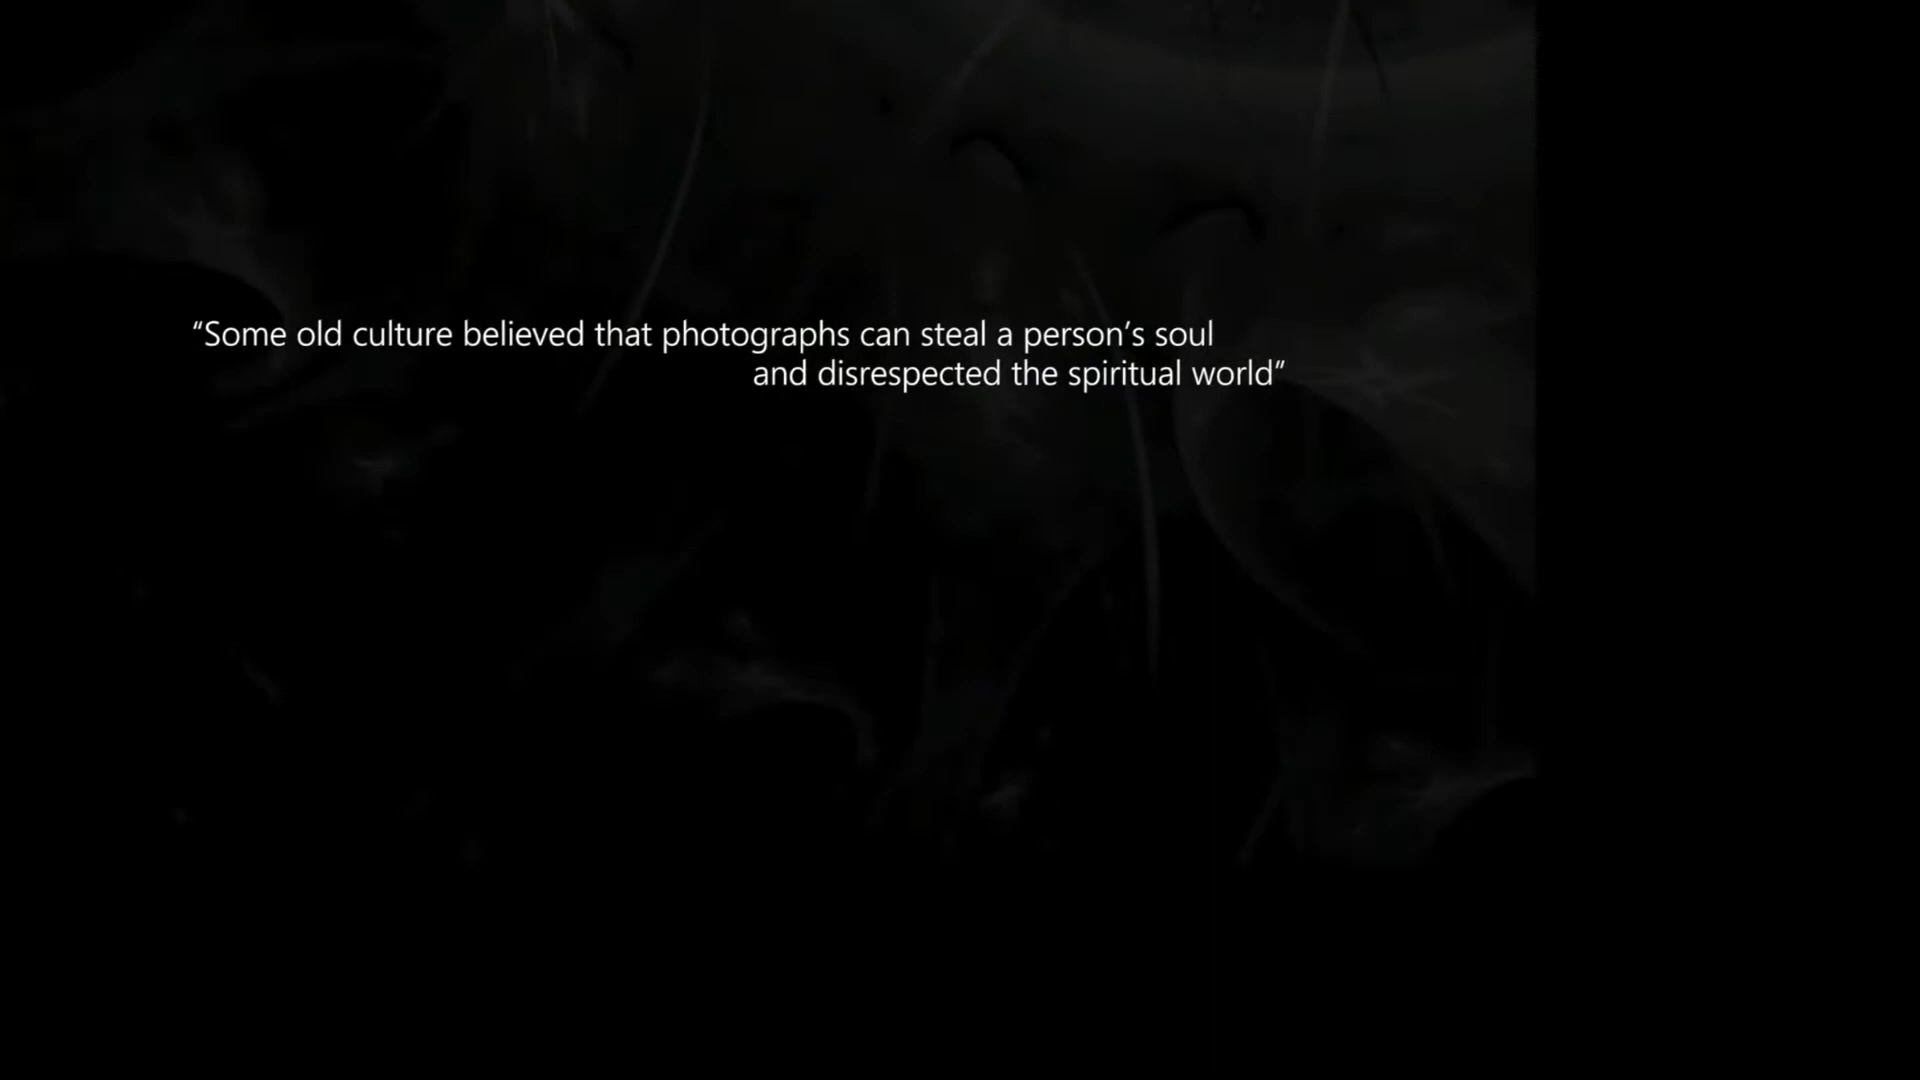 “Some old culture believed that photographs can steal a person’s soul
and disrespected the spiritual world”